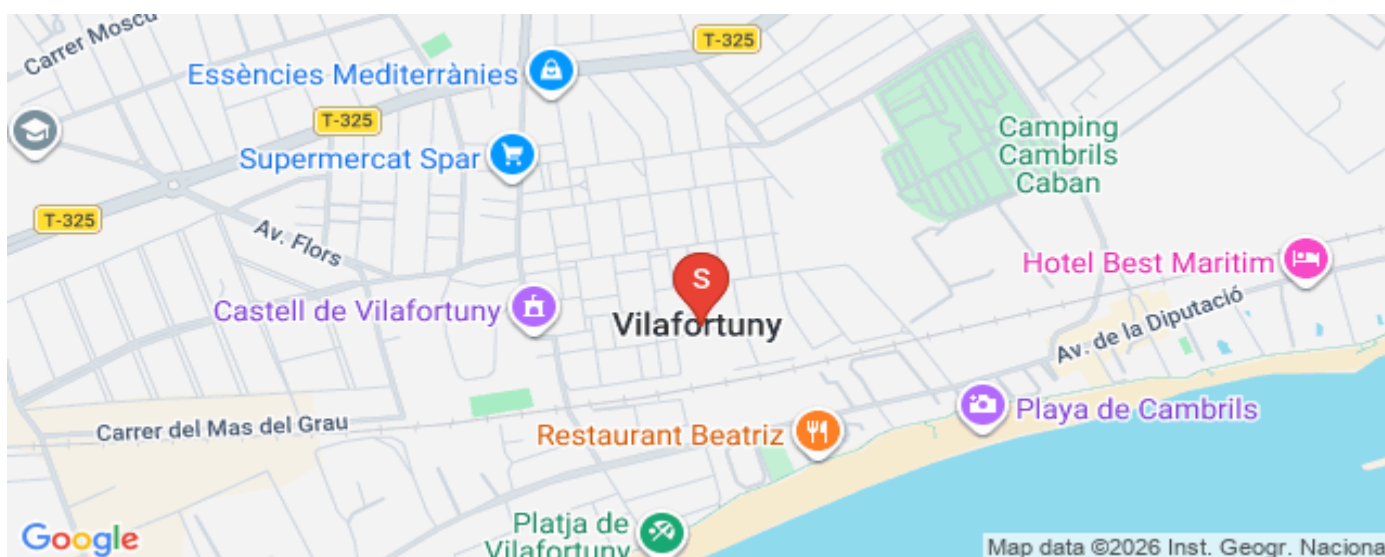 Carrer Moscú
T-325
Essències Mediterrànies
T-325
Supermercat Spar
Camping
Cambrils
Caban
T-325
Av. Flors
Hotel Best Maritim
S
Castell de Vilafortuny
Vilafortuny
Av. de la Diputació
Carrer del Mas del Grau
Playa de Cambrils
Restaurant Beatriz
Platja de
Vilafortuny
Google
Map data ©2026 Inst. Geogr. Naciona